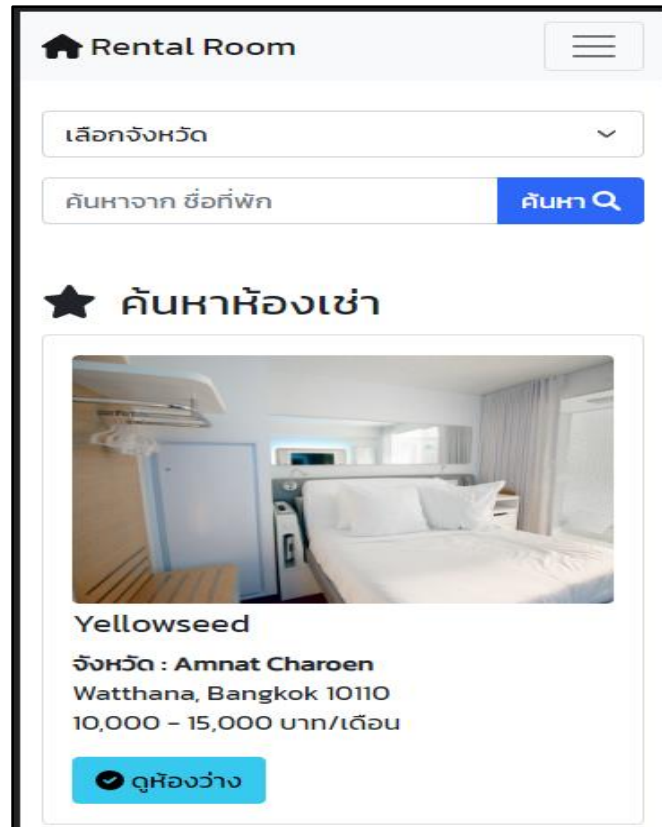 Rental Room
เลือกจังหวัด
ค้นหาจาก ชื่อที่พัก
ค้นหา
ค้นหาห้องเช่า
Yellowseed
จังหวัด : Amnat Charoen
Watthana, Bangkok 10110
10,000 - 15,000 บาท/เดือน
ดูห้องว่าง